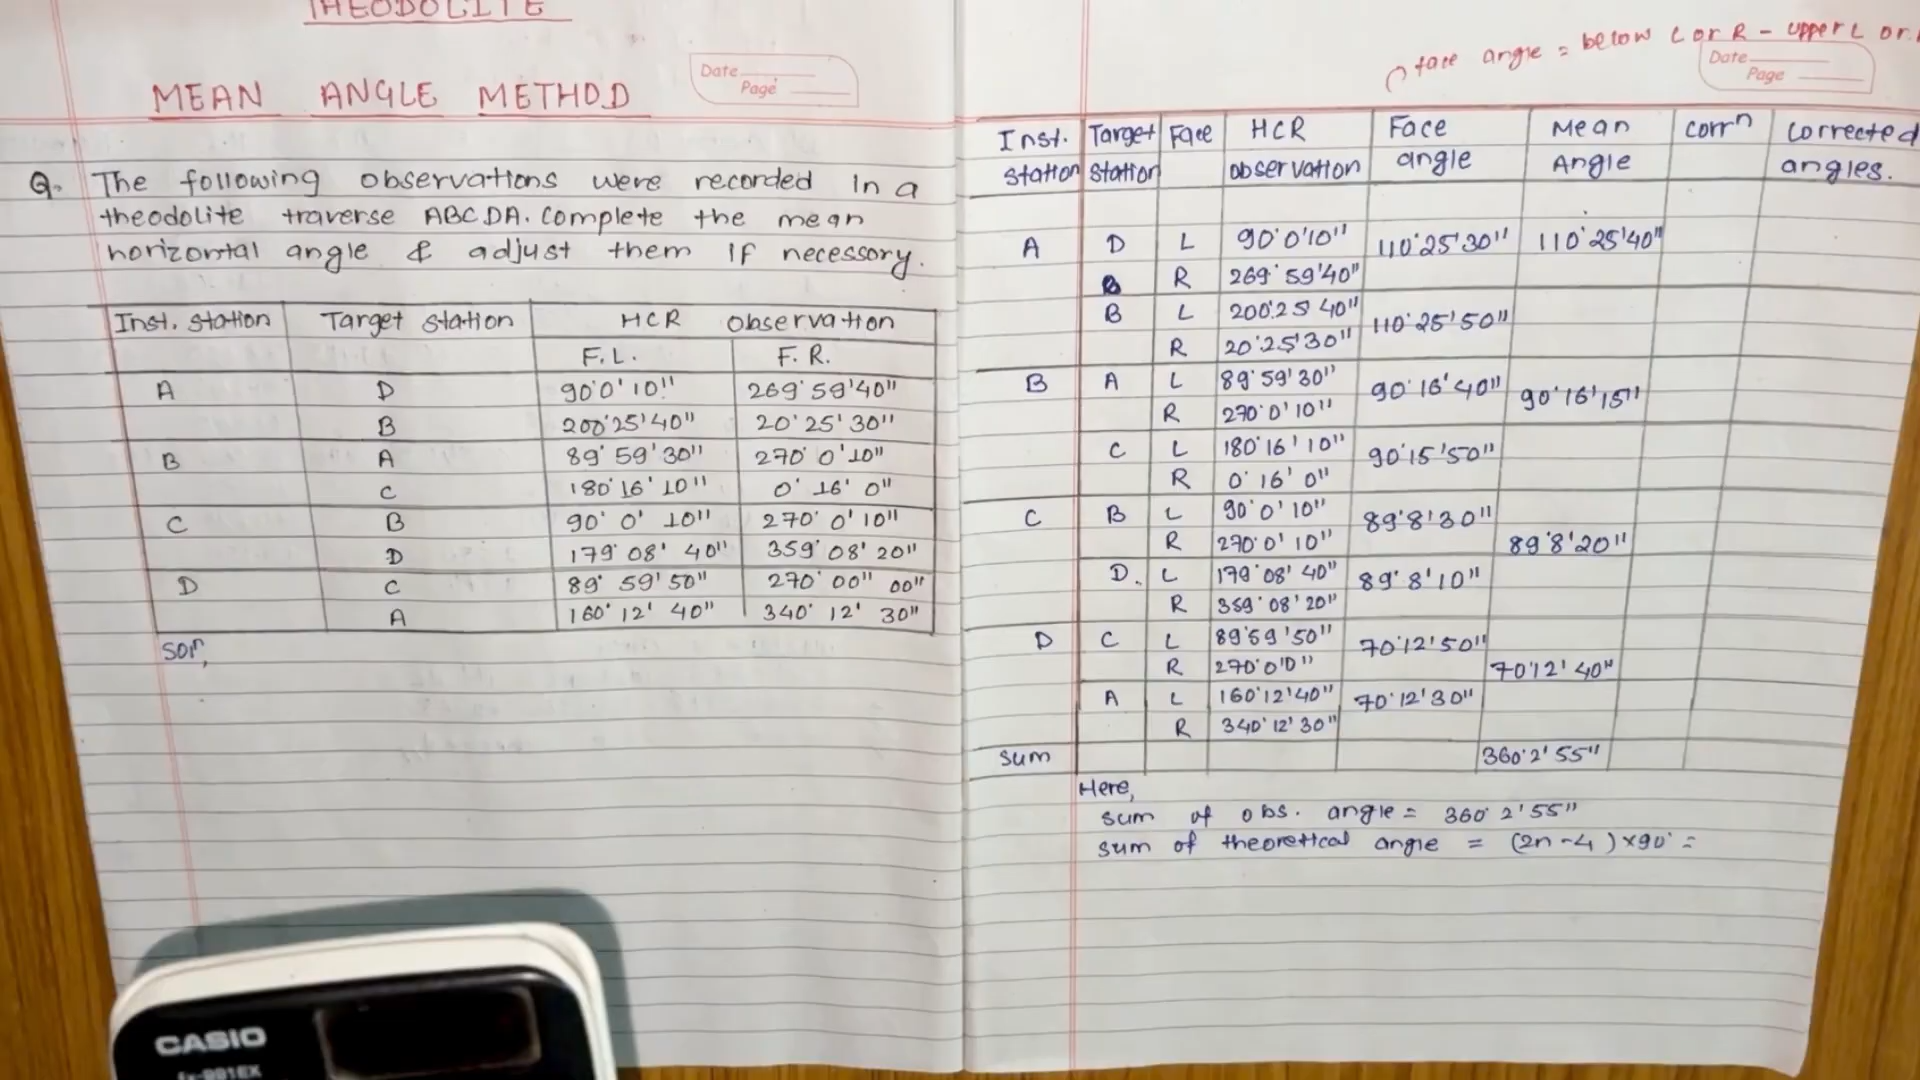 THEODOLITE
MEAN ANGLE METHOD
Date
Page
Q. The following observations were recorded in a
theodolite traverse ABCDA. Complete the mean
horizontal angle & adjust them if necessary.
Inst. station Target station HCR observation
F.L. F.R.
A D 90°0'10" 269°59'40"
B 200°25'40" 20°25'30"
B A 89°59'30" 270°0'10"
C 180°16'10" 0°16'0"
C B 90°0'10" 270°0'10"
D 179°08'40" 359°08'20"
D C 89°59'50" 270°00"00"
A 160°12'40" 340°12'30"
Solⁿ,
CASIO
fx-991EX
face angle = below L or R - upper L or
Date
Page
Inst. Target Face HCR Face Mean Corrⁿ Corrected
station station observation angle Angle angles.
A D L 90°0'10" 110°25'30" 110°25'40"
B R 269°59'40"
B L 200°25'40" 110°25'50"
R 20°25'30"
B A L 89°59'30" 90°16'40" 90°16'15"
R 270°0'10"
C L 180°16'10" 90°15'50"
R 0°16'0"
C B L 90°0'10" 89°8'30"
R 270°0'10" 89°8'20"
D. L 179°08'40" 89°8'10"
R 359°08'20"
D C L 89°59'50" 70°12'50"
R 270°0'0" 70°12'40"
A L 160°12'40" 70°12'30"
R 340°12'30"
Sum 360°2'55"
Here,
sum of obs. angle = 360°2'55"
sum of theoretical angle = (2n-4)×90° =